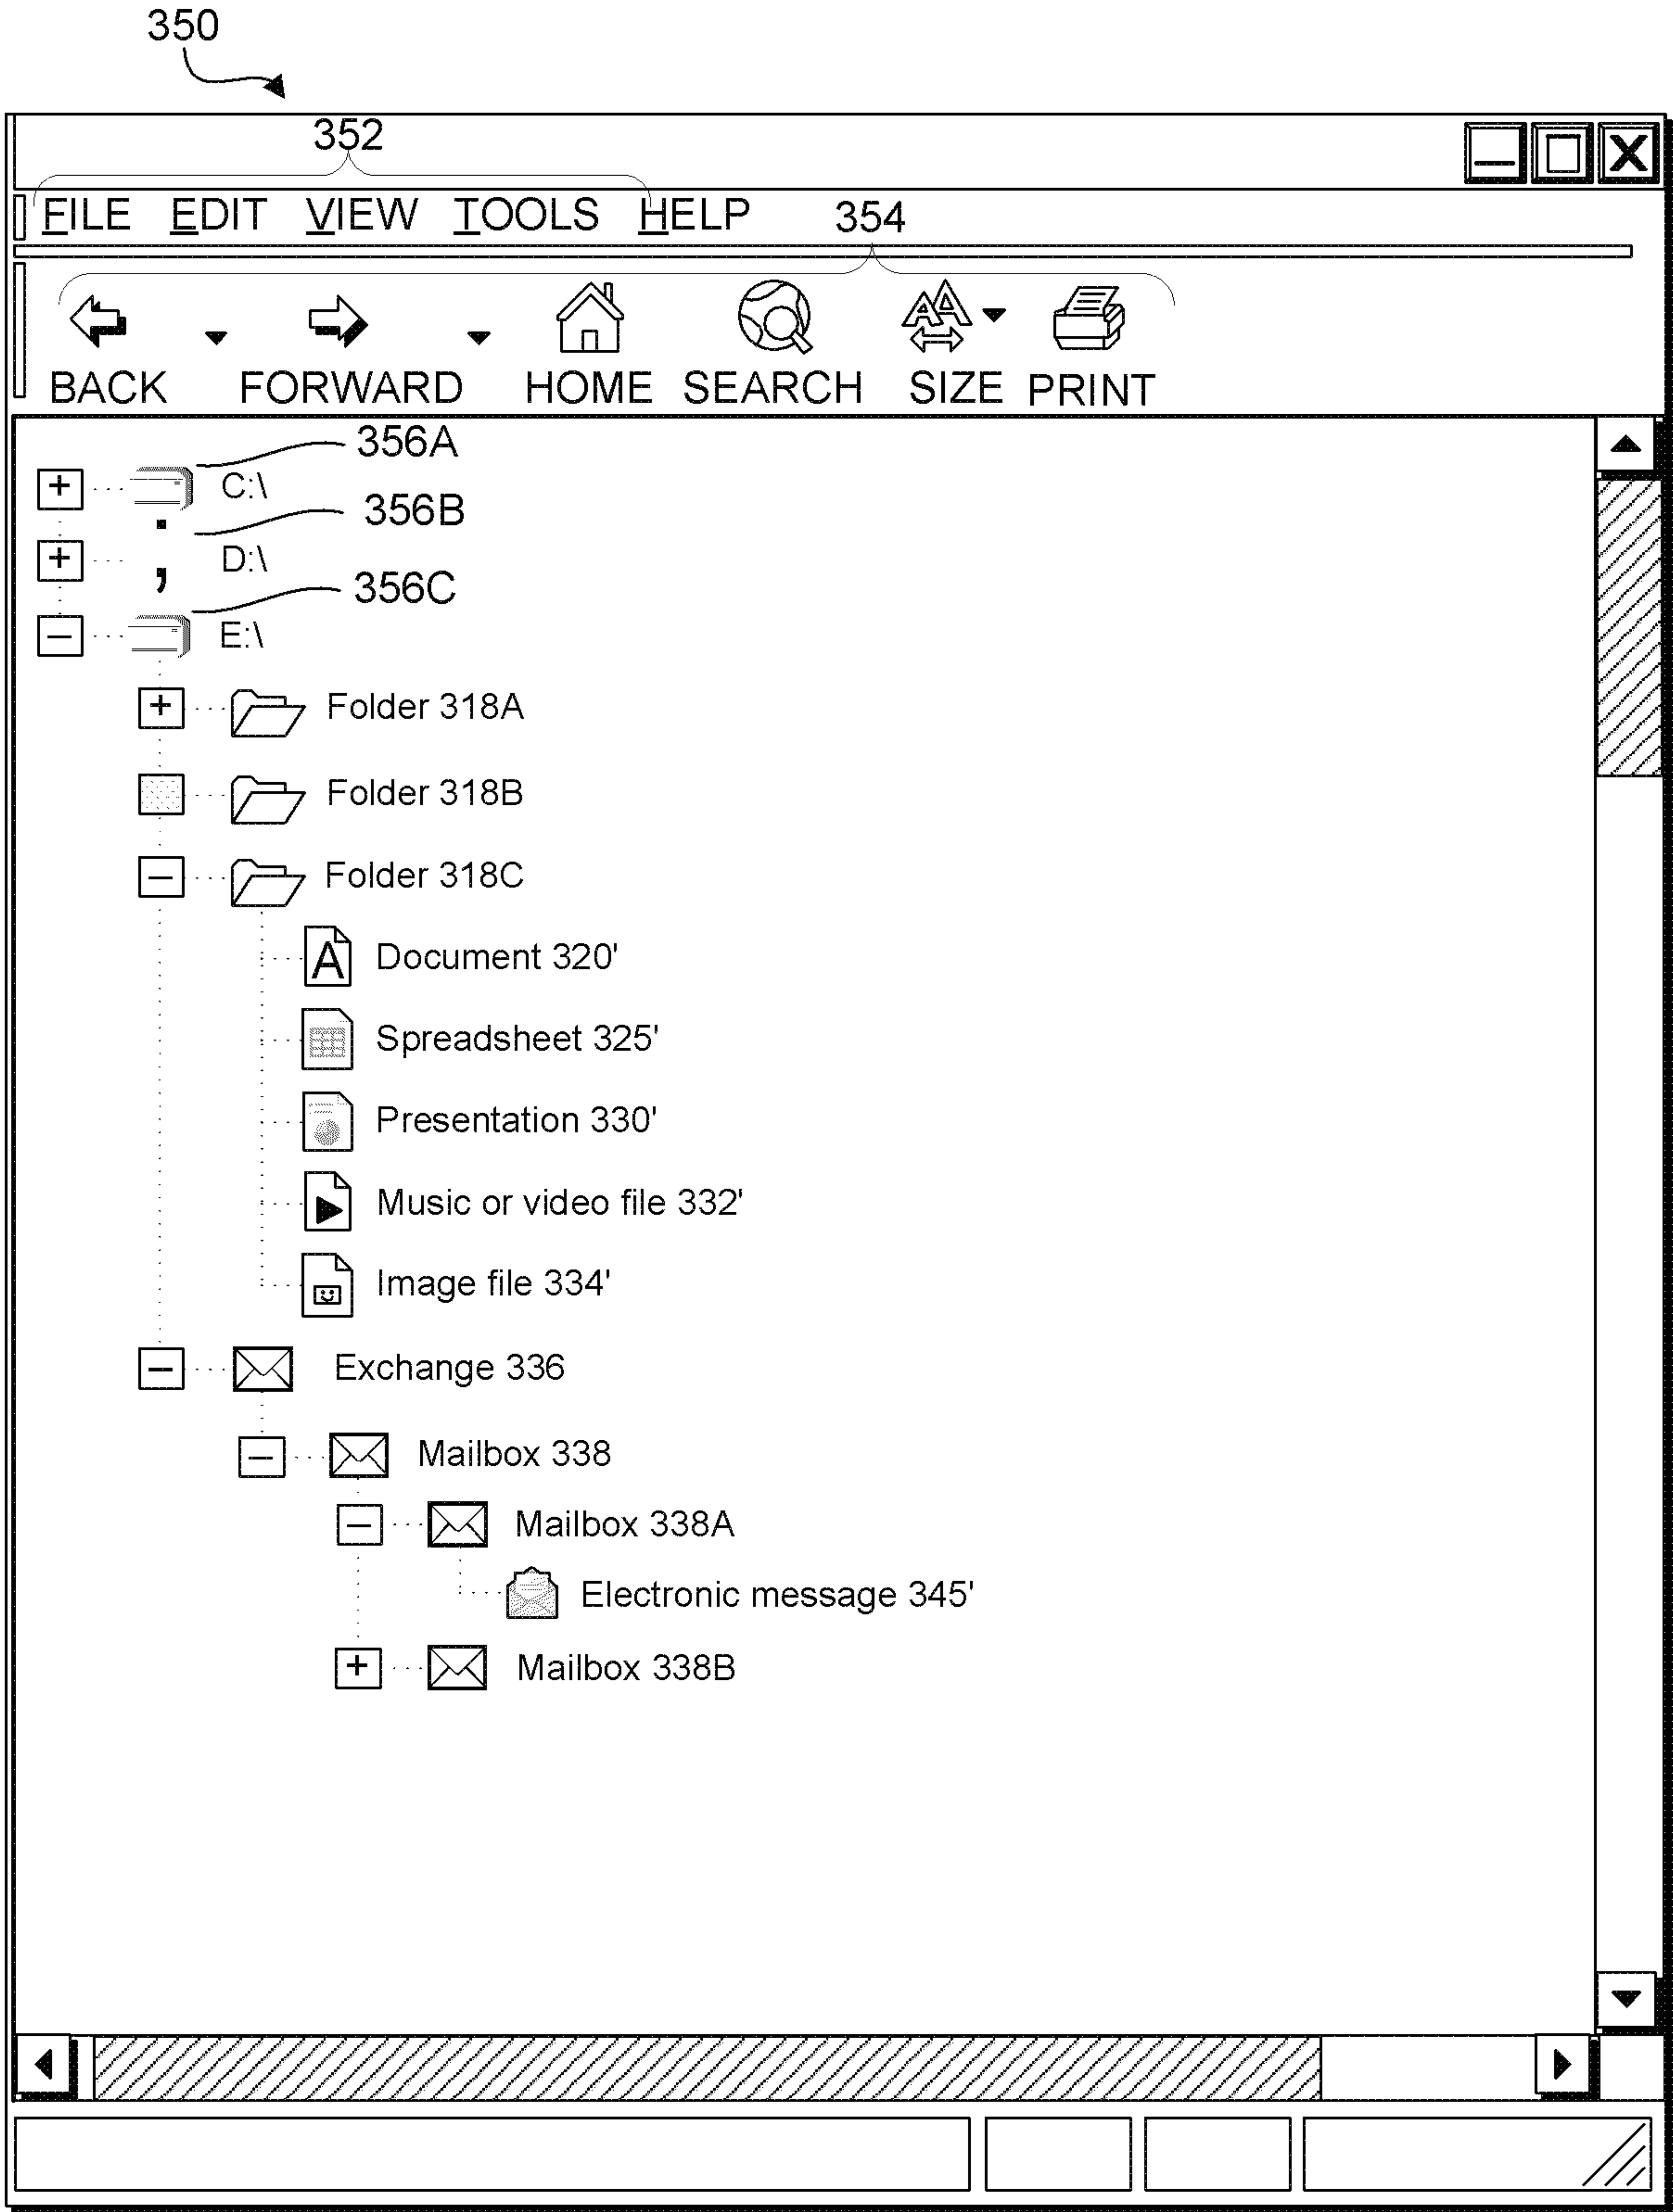 350
352
FILE EDIT VIEW TOOLS HELP 354
BACK FORWARD HOME SEARCH SIZE PRINT
356A
C:\
356B
D:\
356C
E:\
Folder 318A
Folder 318B
Folder 318C
A Document 320'
Spreadsheet 325'
Presentation 330'
Music or video file 332'
Image file 334'
Exchange 336
Mailbox 338
Mailbox 338A
Electronic message 345'
Mailbox 338B